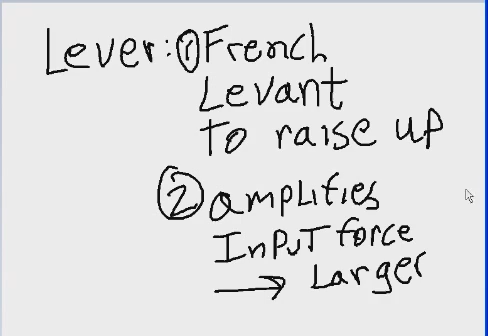 Lever: ① French
Levant
to raise up
② amplifies
InPuT force
→ Larger